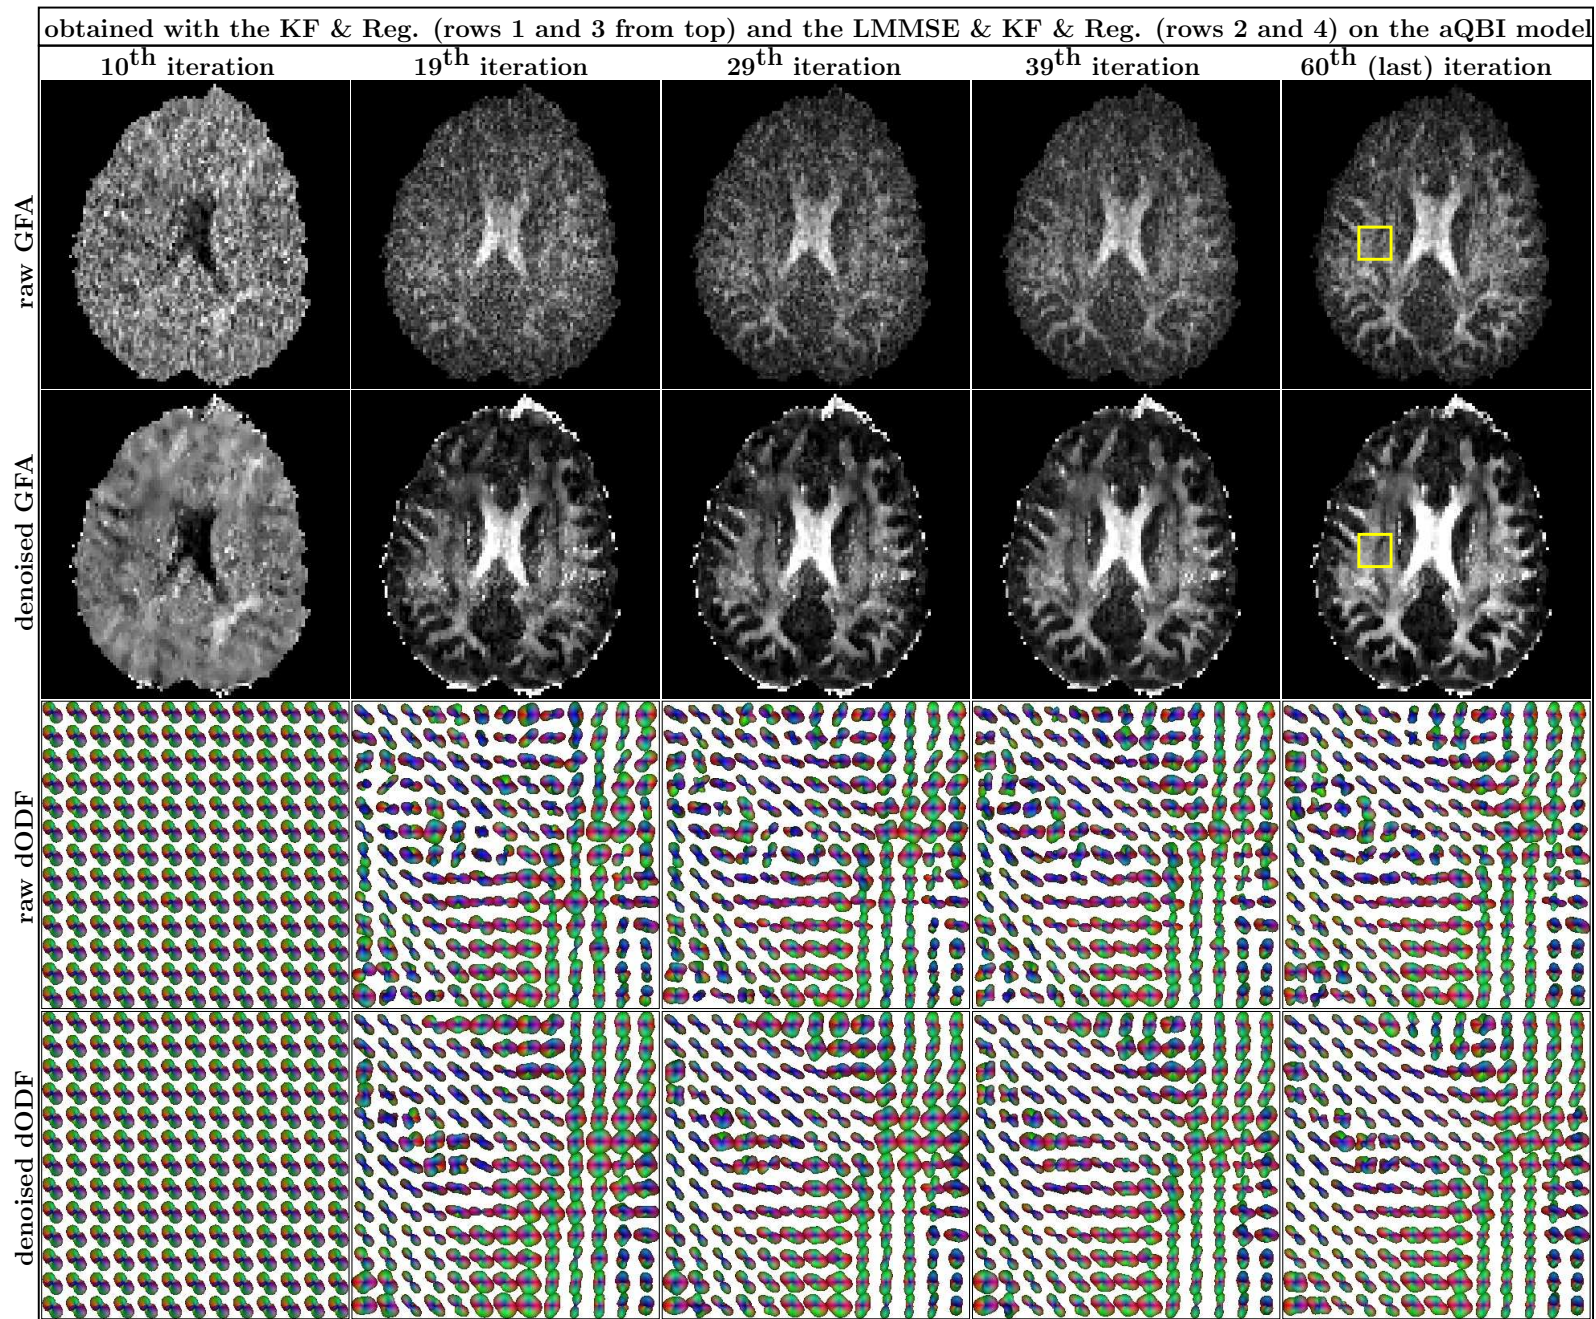 obtained with the KF & Reg. (rows 1 and 3 from top) and the LMMSE & KF & Reg. (rows 2 and 4) on the aQBI model
10th iteration
19th iteration
29th iteration
39th iteration
60th (last) iteration
raw GFA
denoised GFA
raw dODF
denoised dODF